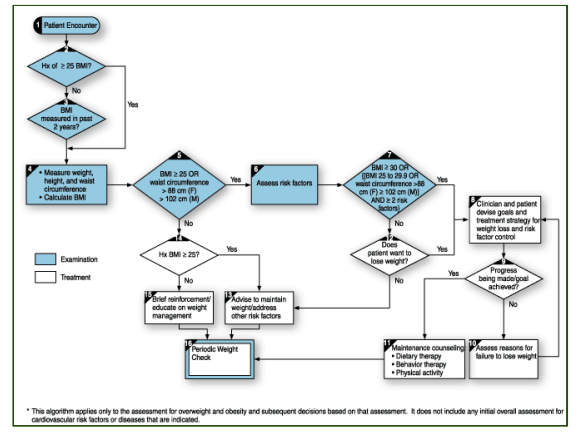 1 Patient Encounter
2
Hx of ≥ 25 BMI?
No
Yes
3
BMI
measured in past
2 years?
4
• Measure weight,
height, and waist
circumference
• Calculate BMI
5
BMI ≥ 25 OR
waist circumference
> 88 cm (F)
> 102 cm (M)
Yes
6
Assess risk factors
Yes
7
BMI ≥ 30 OR
{[BMI 25 to 29.9 OR
waist circumference >88
cm (F) ≥ 102 cm (M)]
AND ≥ 2 risk
factors}
Yes
8
Clinician and patient
devise goals and
treatment strategy for
weight loss and risk
factor control
No
14
Hx BMI ≥ 25?
Yes
No
No
Does
patient want to
lose weight?
Yes
No
Yes
Progress
being made/goal
achieved?
No
Examination
Treatment
15
Brief reinforcement/
educate on weight
management
13
Advise to maintain
weight/address
other risk factors
16
Periodic Weight
Check
11
Maintenance counseling
• Dietary therapy
• Behavior therapy
• Physical activity
10
Assess reasons for
failure to lose weight
* This algorithm applies only to the assessment for overweight and obesity and subsequent decisions based on that assessment. It does not include any initial overall assessment for
cardiovascular risk factors or diseases that are indicated.